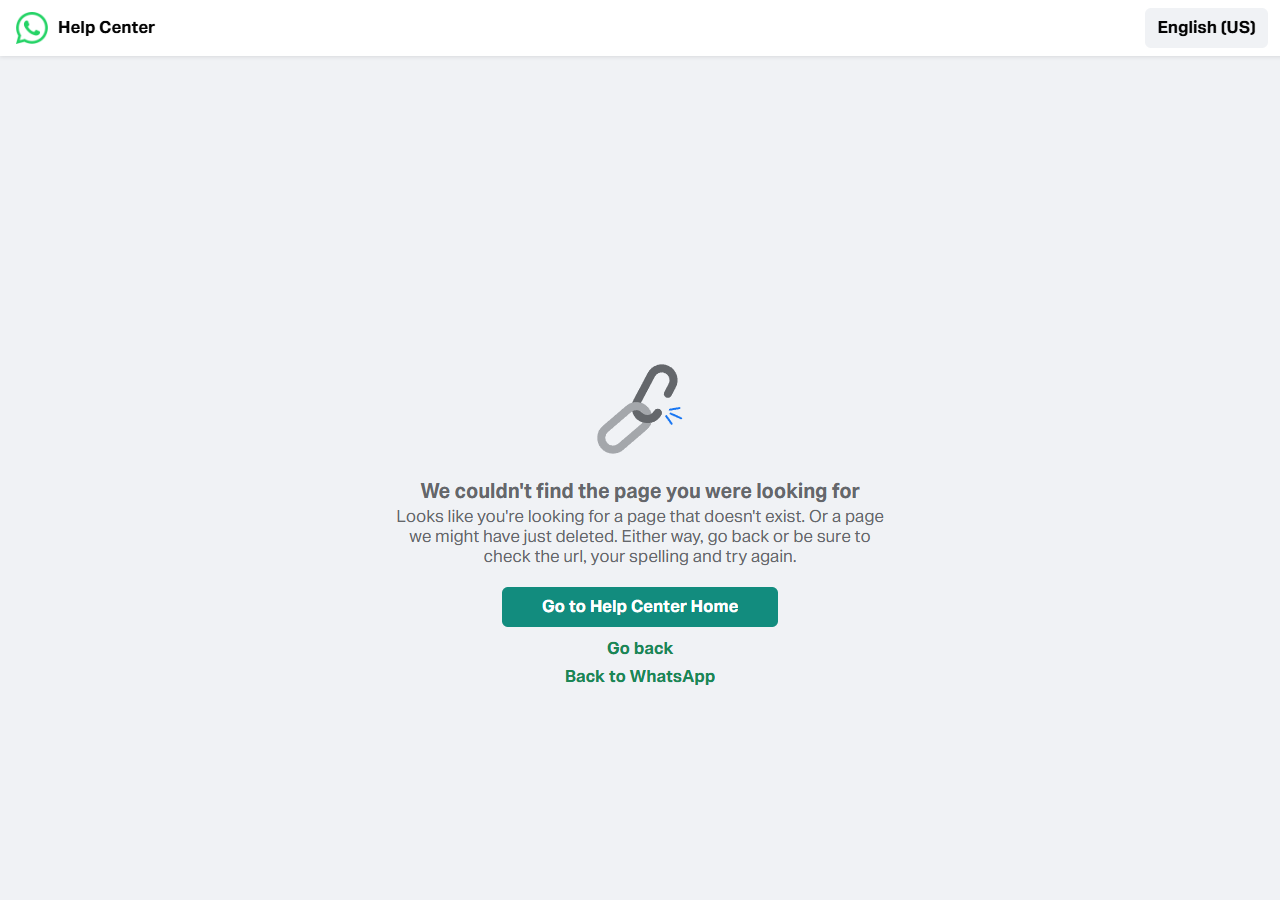 Help Center
English (US)
We couldn't find the page you were looking for
Looks like you're looking for a page that doesn't exist. Or a page
we might have just deleted. Either way, go back or be sure to
check the url, your spelling and try again.
Go to Help Center Home
Go back
Back to WhatsApp